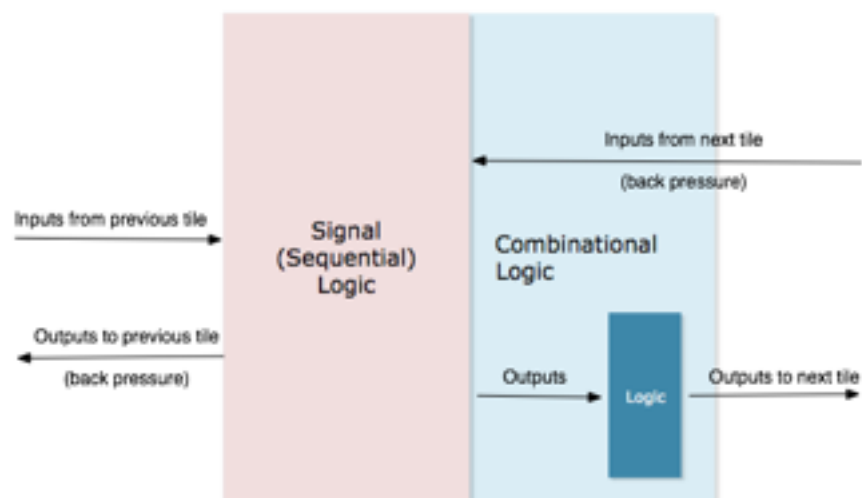 Inputs from next tile
(back pressure)
Inputs from previous tile
Signal
(Sequential)
Logic
Combinational
Logic
Outputs to previous tile
(back pressure)
Outputs
Logic
Outputs to next tile